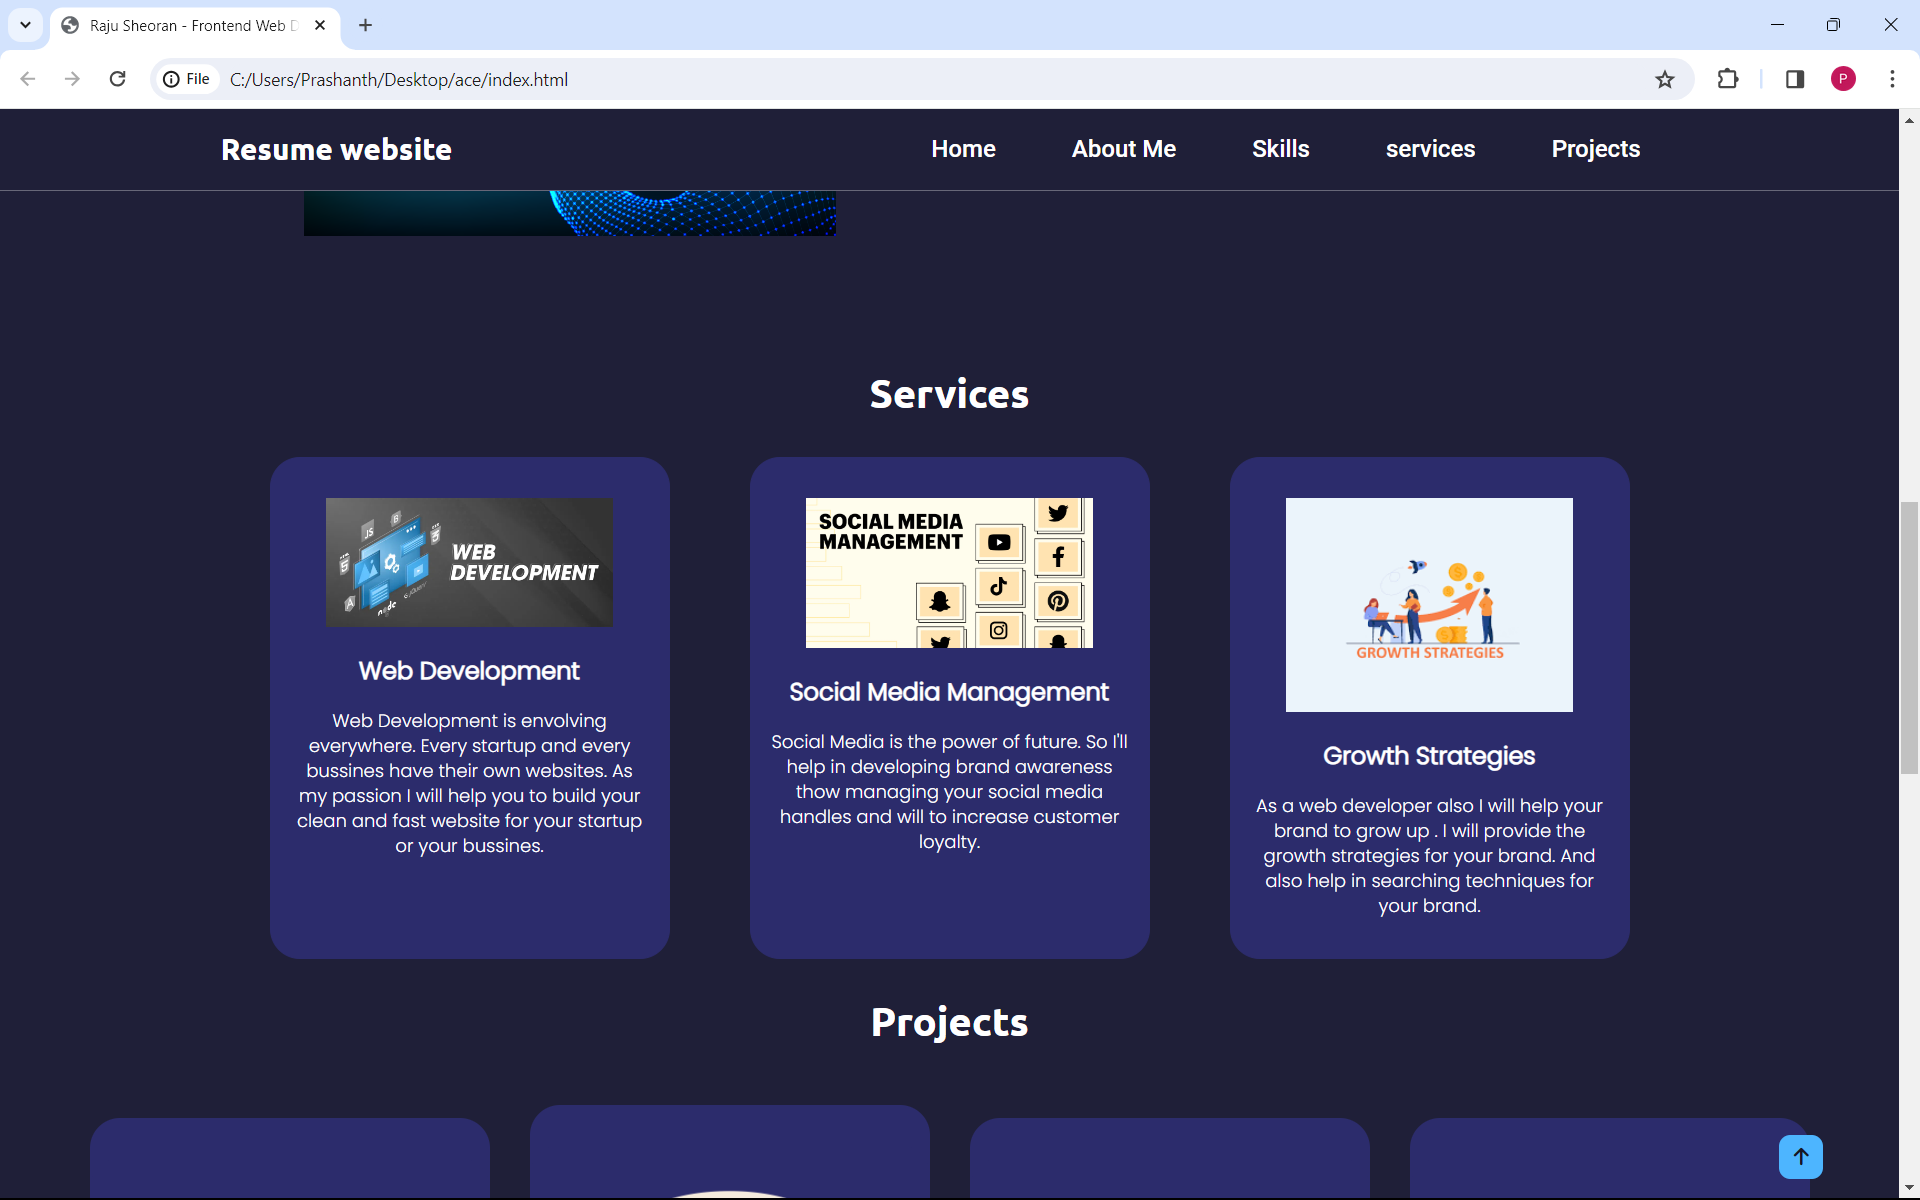 Raju Sheoran - Frontend Web D
File
C:/Users/Prashanth/Desktop/ace/index.html
P
Resume website
Home
About Me
Skills
services
Projects
Services
JS
WEB
DEVELOPMENT
node
jQuery
Web Development
Web Development is envolving
everywhere. Every startup and every
bussines have their own websites. As
my passion I will help you to build your
clean and fast website for your startup
or your bussines.
SOCIAL MEDIA
MANAGEMENT
Social Media Management
Social Media is the power of future. So I'll
help in developing brand awareness
thow managing your social media
handles and will to increase customer
loyalty.
GROWTH STRATEGIES
Growth Strategies
As a web developer also I will help your
brand to grow up . I will provide the
growth strategies for your brand. And
also help in searching techniques for
your brand.
Projects